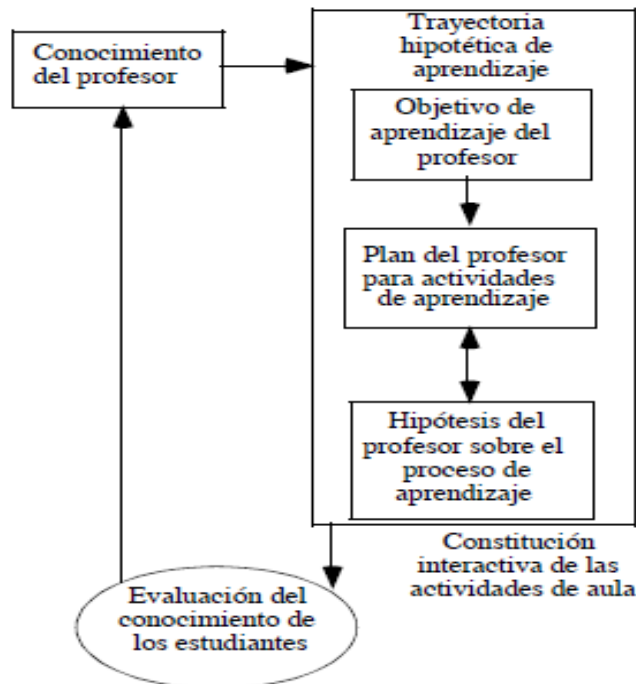 Conocimiento
del profesor
Trayectoria
hipotética de
aprendizaje
Objetivo de
aprendizaje del
profesor
Plan del profesor
para actividades
de aprendizaje
Hipótesis del
profesor sobre el
proceso de
aprendizaje
Constitución
interactiva de las
actividades de aula
Evaluación del
conocimiento de
los estudiantes